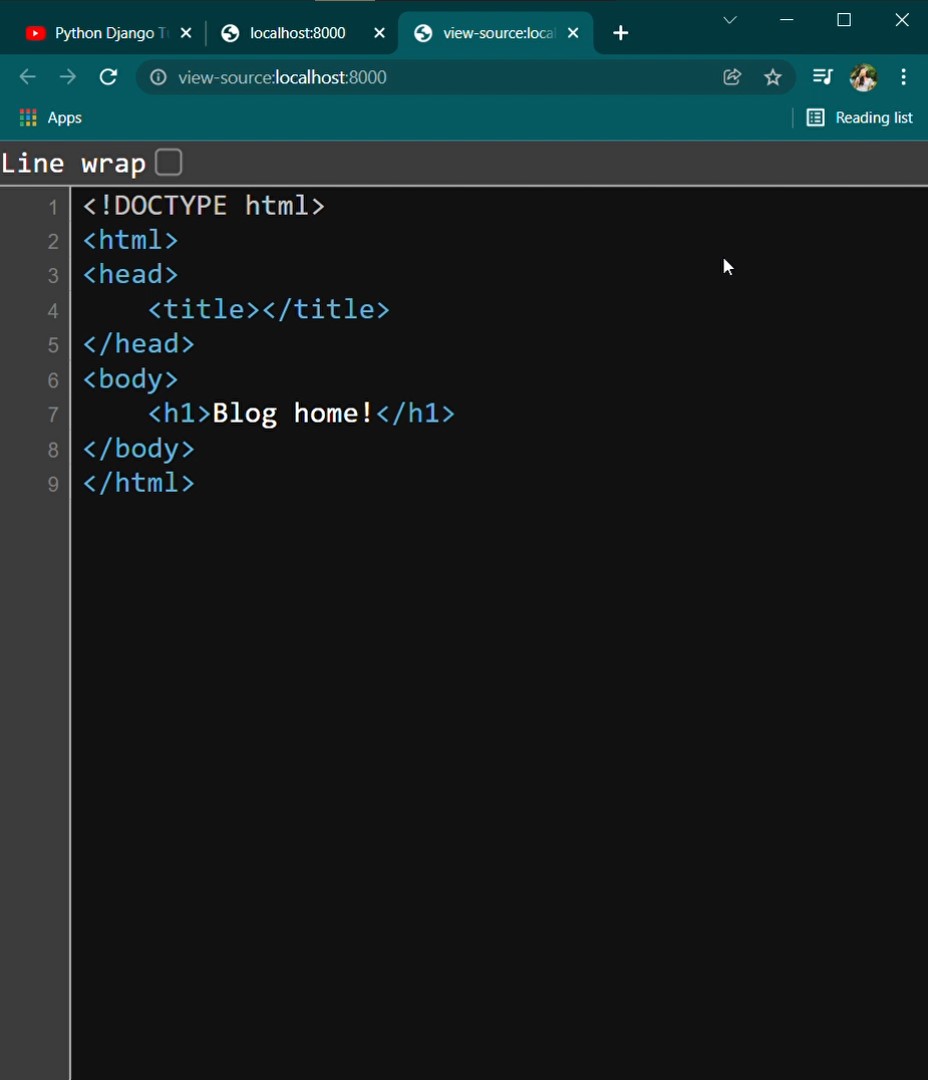 Python Django T
localhost:8000
view-source:loca
view-source:localhost:8000
Apps
Reading list
Line wrap
1 <!DOCTYPE html>
2 <html>
3 <head>
4     <title></title>
5 </head>
6 <body>
7     <h1>Blog home!</h1>
8 </body>
9 </html>